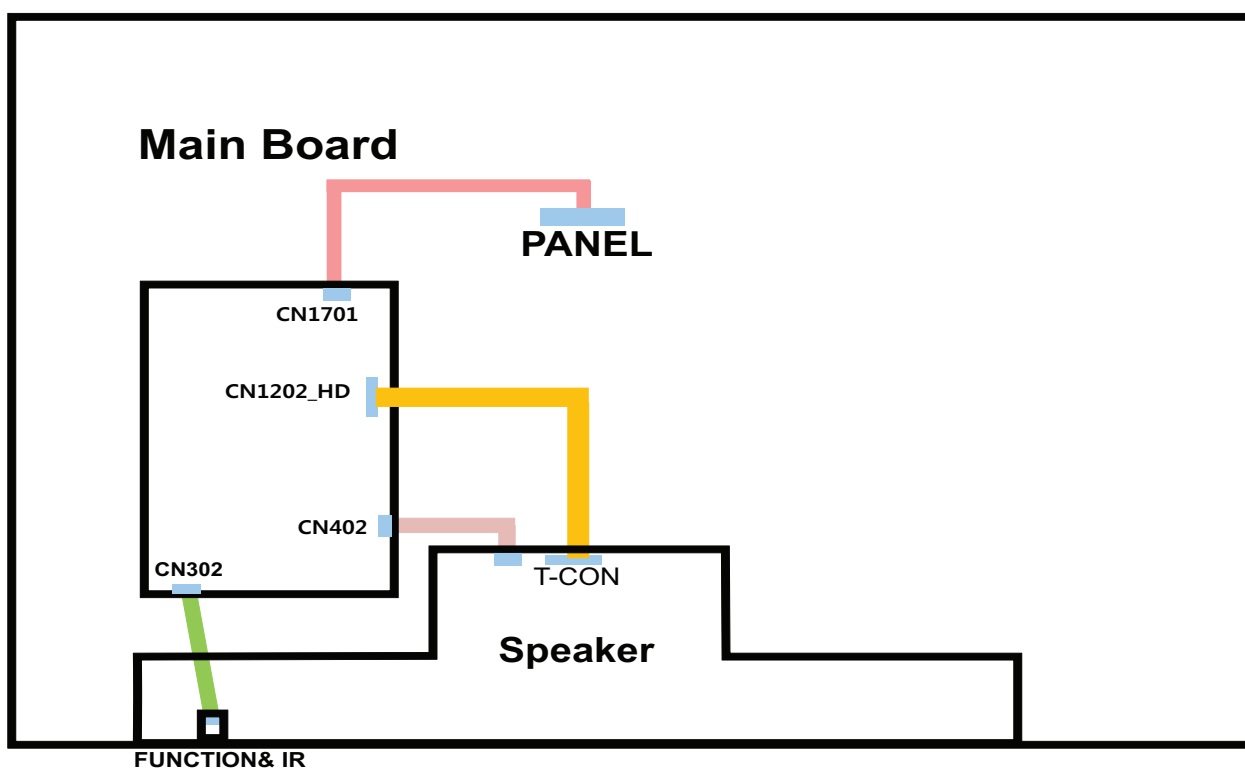 Main Board
PANEL
CN1701
CN1202_HD
CN402
CN302
T-CON
Speaker
FUNCTION& IR